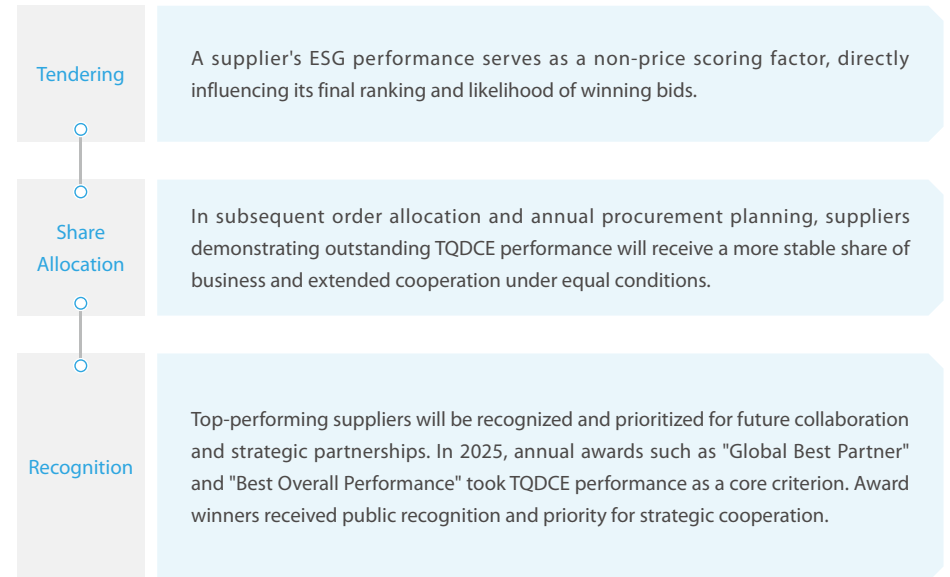 Tendering
A supplier's ESG performance serves as a non-price scoring factor, directly
influencing its final ranking and likelihood of winning bids.
Share
Allocation
In subsequent order allocation and annual procurement planning, suppliers
demonstrating outstanding TQDCE performance will receive a more stable share of
business and extended cooperation under equal conditions.
Recognition
Top-performing suppliers will be recognized and prioritized for future collaboration
and strategic partnerships. In 2025, annual awards such as "Global Best Partner"
and "Best Overall Performance" took TQDCE performance as a core criterion. Award
winners received public recognition and priority for strategic cooperation.